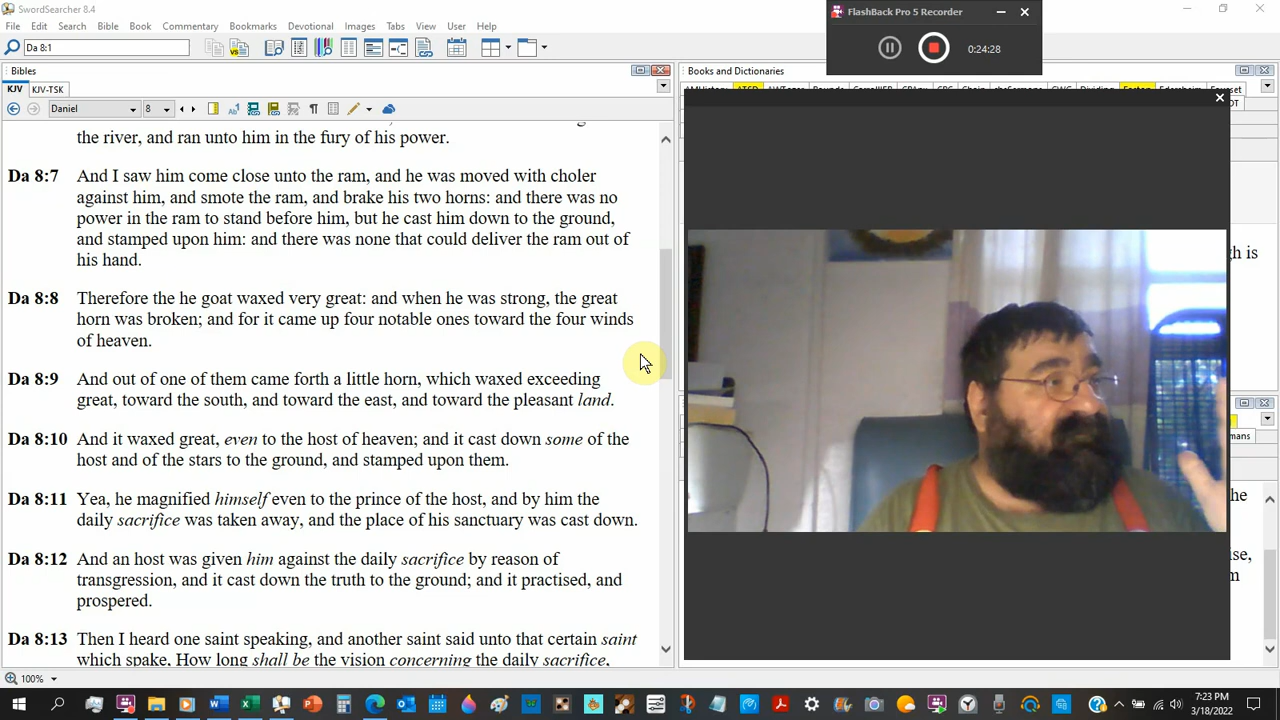 SwordSearcher 8.4
File Edit Search Bible Book Commentary Bookmarks Devotional Images Tabs View User Help
FlashBack Pro 5 Recorder
0:24:28
Da 8:1
Bibles
Books and Dictionaries
KJV KJV-TSK
Daniel 8
the river, and ran unto him in the fury of his power.
Da 8:7 And I saw him come close unto the ram, and he was moved with choler
against him, and smote the ram, and brake his two horns: and there was no
power in the ram to stand before him, but he cast him down to the ground,
and stamped upon him: and there was none that could deliver the ram out of
his hand.
Da 8:8 Therefore the he goat waxed very great: and when he was strong, the great
horn was broken; and for it came up four notable ones toward the four winds
of heaven.
Da 8:9 And out of one of them came forth a little horn, which waxed exceeding
great, toward the south, and toward the east, and toward the pleasant land.
Da 8:10 And it waxed great, even to the host of heaven; and it cast down some of the
host and of the stars to the ground, and stamped upon them.
Da 8:11 Yea, he magnified himself even to the prince of the host, and by him the
daily sacrifice was taken away, and the place of his sanctuary was cast down.
Da 8:12 And an host was given him against the daily sacrifice by reason of
transgression, and it cast down the truth to the ground; and it practised, and
prospered.
Da 8:13 Then I heard one saint speaking, and another saint said unto that certain saint
which spake, How long shall be the vision concerning the daily sacrifice,
100%
7:23 PM
3/18/2022